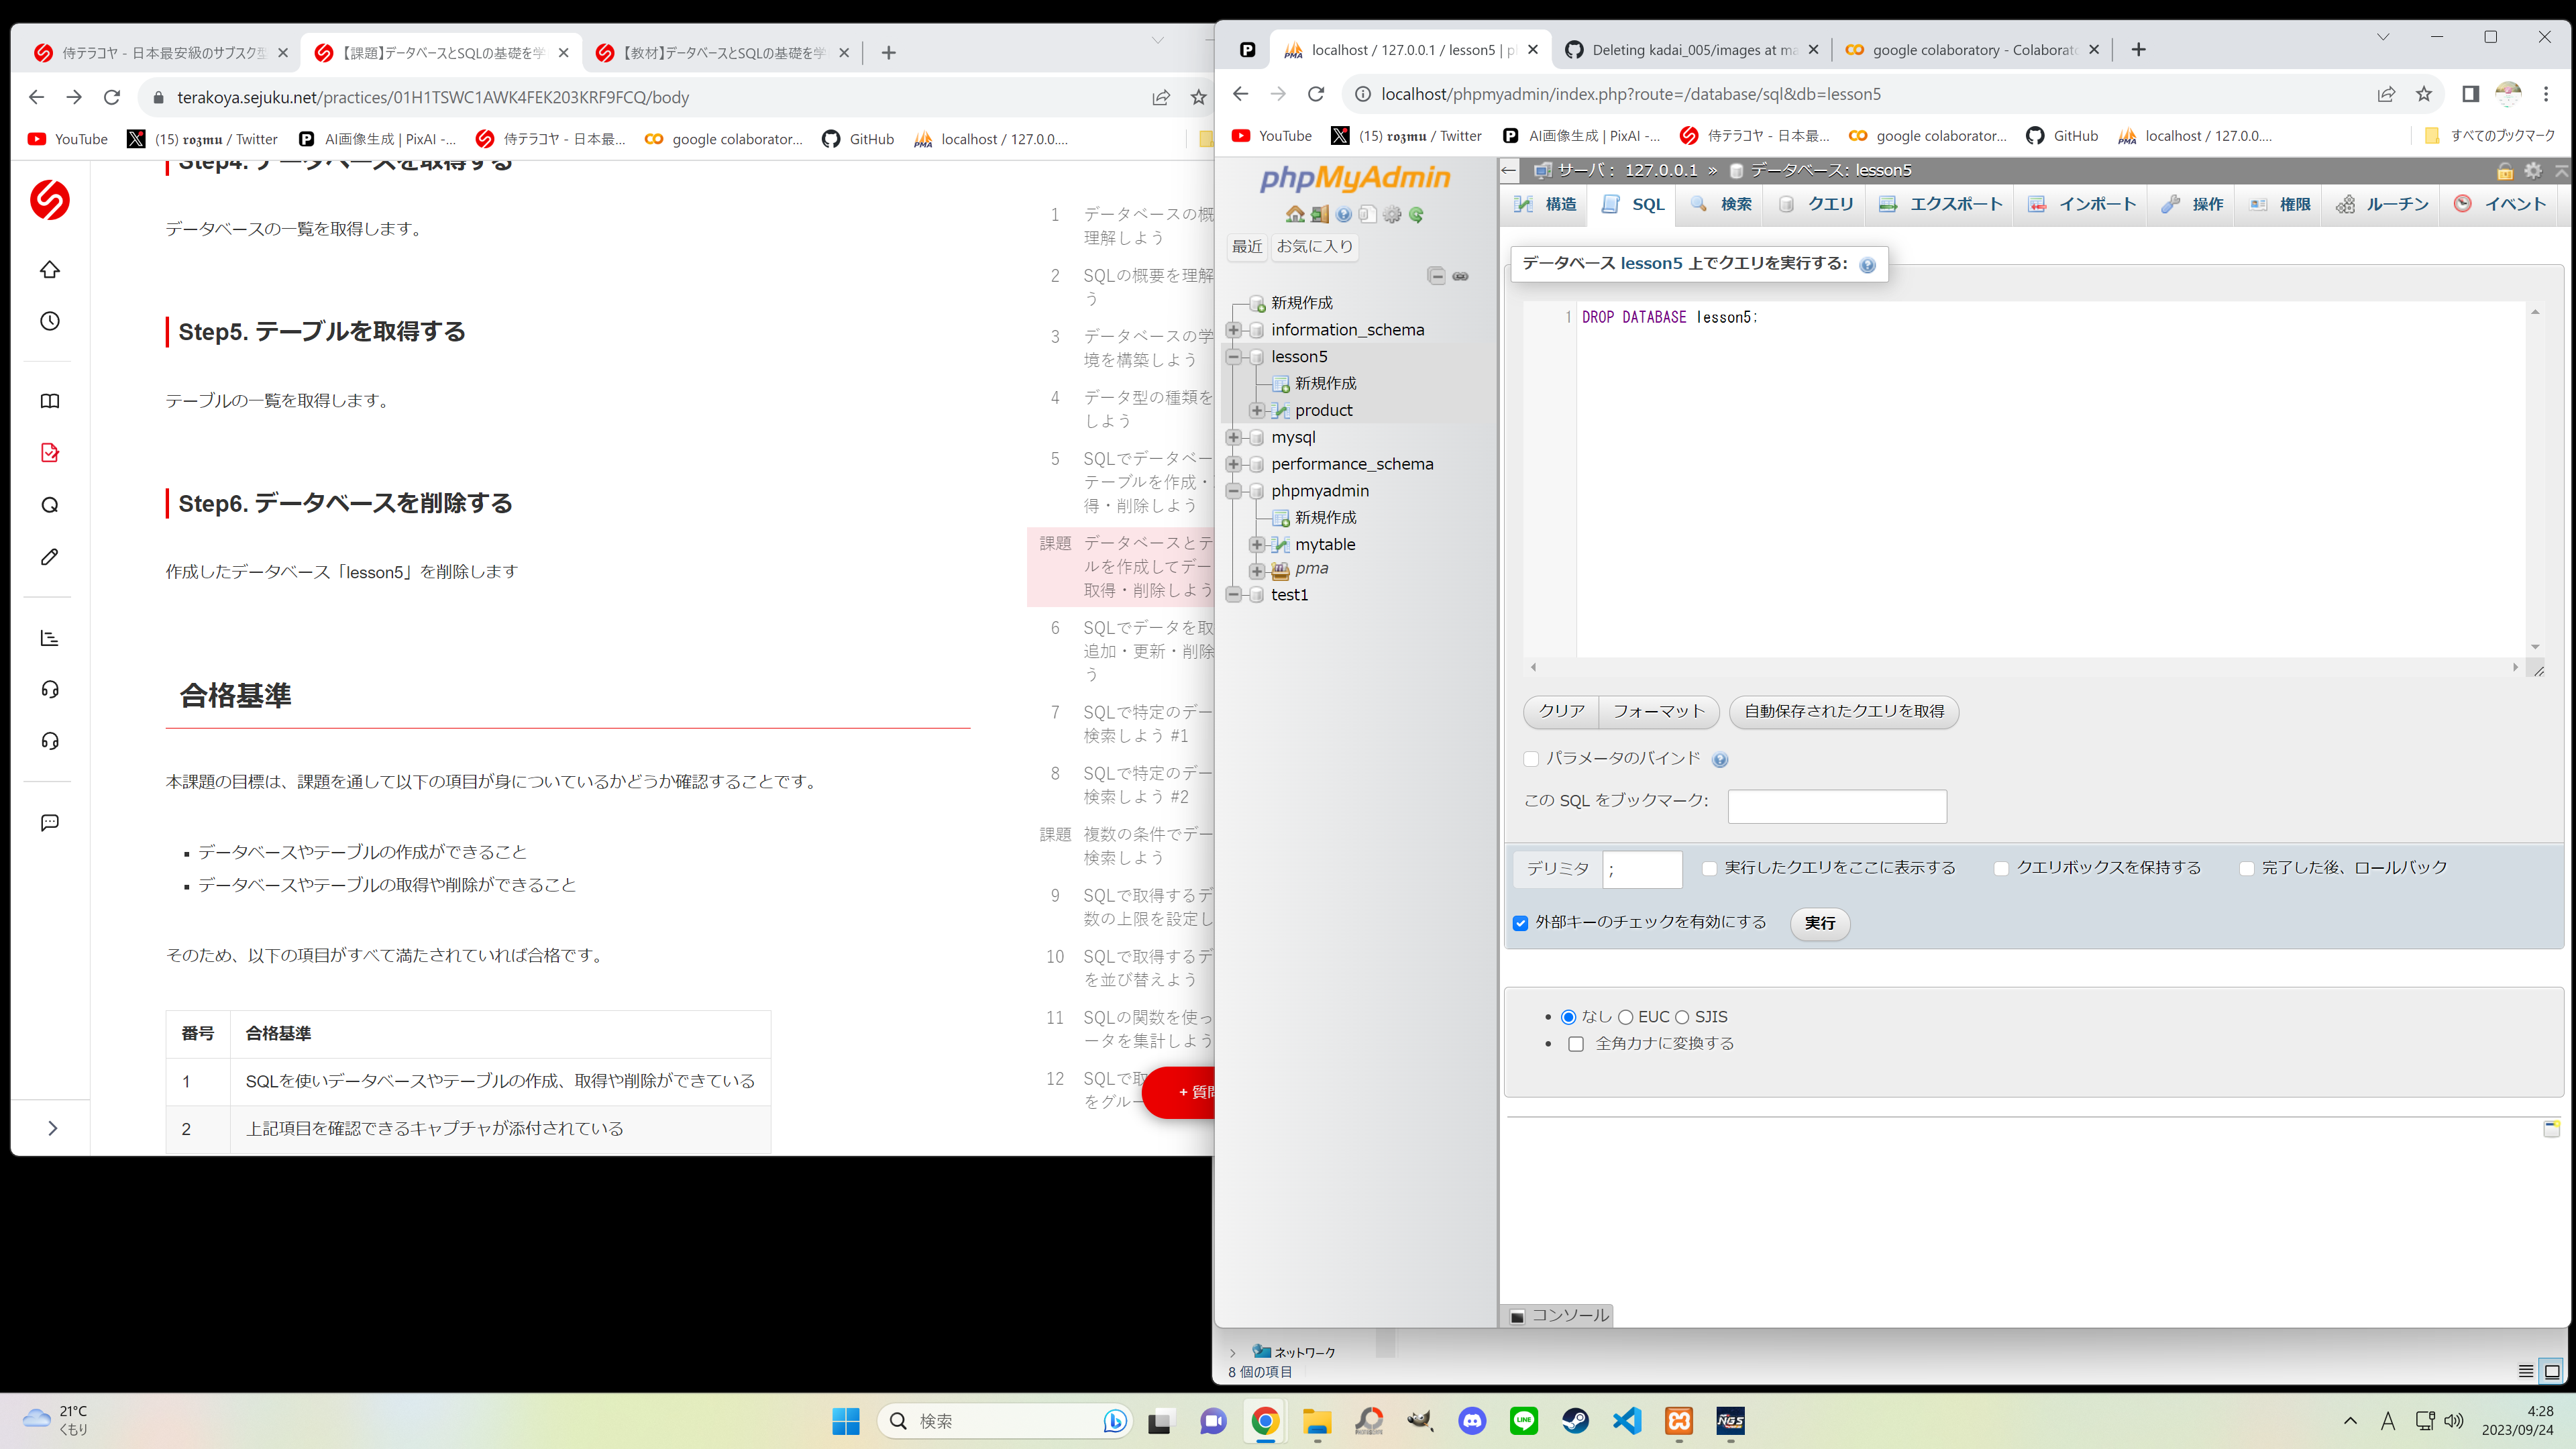 侍テラコヤ - 日本最安級のサブスク型
【課題】データベースとSQLの基礎を学
【教材】データベースとSQLの基礎を学
terakoya.sejuku.net/practices/01H1TSWC1AWK4FEK203KRF9FCQ/body
YouTube
(15) 𝖗𝖔𝖟𝖒𝖚 / Twitter
AI画像生成 | PixAI -...
侍テラコヤ - 日本最...
google colaborator...
GitHub
localhost / 127.0.0....
Step4. データベースを取得する
データベースの一覧を取得します。
Step5. テーブルを取得する
テーブルの一覧を取得します。
Step6. データベースを削除する
作成したデータベース「lesson5」を削除します
合格基準
本課題の目標は、課題を通して以下の項目が身についているかどうか確認することです。
データベースやテーブルの作成ができること
データベースやテーブルの取得や削除ができること
そのため、以下の項目がすべて満たされていれば合格です。
番号 合格基準
1 SQLを使いデータベースやテーブルの作成、取得や削除ができている
2 上記項目を確認できるキャプチャが添付されている
1 データベースの概
理解しよう
2 SQLの概要を理解
う
3 データベースの学
境を構築しよう
4 データ型の種類を
しよう
5 SQLでデータベー
テーブルを作成・
得・削除しよう
課題 データベースとテ
ルを作成してデー
取得・削除しよう
6 SQLでデータを取
追加・更新・削除
う
7 SQLで特定のデー
検索しよう #1
8 SQLで特定のデー
検索しよう #2
課題 複数の条件でデー
検索しよう
9 SQLで取得するデ
数の上限を設定し
10 SQLで取得するデ
を並び替えよう
11 SQLの関数を使っ
ータを集計しよう
12 SQLで取
をグルー
+ 質問
localhost / 127.0.0.1 / lesson5 | p
Deleting kadai_005/images at ma
google colaboratory - Colaborato
localhost/phpmyadmin/index.php?route=/database/sql&db=lesson5
YouTube
(15) 𝖗𝖔𝖟𝖒𝖚 / Twitter
AI画像生成 | PixAI -...
侍テラコヤ - 日本最...
google colaborator...
GitHub
localhost / 127.0.0....
すべてのブックマーク
phpMyAdmin
最近 お気に入り
新規作成
information_schema
lesson5
新規作成
product
mysql
performance_schema
phpmyadmin
新規作成
mytable
pma
test1
サーバ: 127.0.0.1 » データベース: lesson5
構造 SQL 検索 クエリ エクスポート インポート 操作 権限 ルーチン イベント
データベース lesson5 上でクエリを実行する:
1 DROP DATABASE lesson5;
クリア フォーマット 自動保存されたクエリを取得
パラメータのバインド
この SQL をブックマーク:
デリミタ ; 実行したクエリをここに表示する クエリボックスを保持する 完了した後、ロールバック
外部キーのチェックを有効にする 実行
なし EUC SJIS
全角カナに変換する
コンソール
ネットワーク
8 個の項目
21°C
くもり
検索
NGS
LINE
A
4:28
2023/09/24